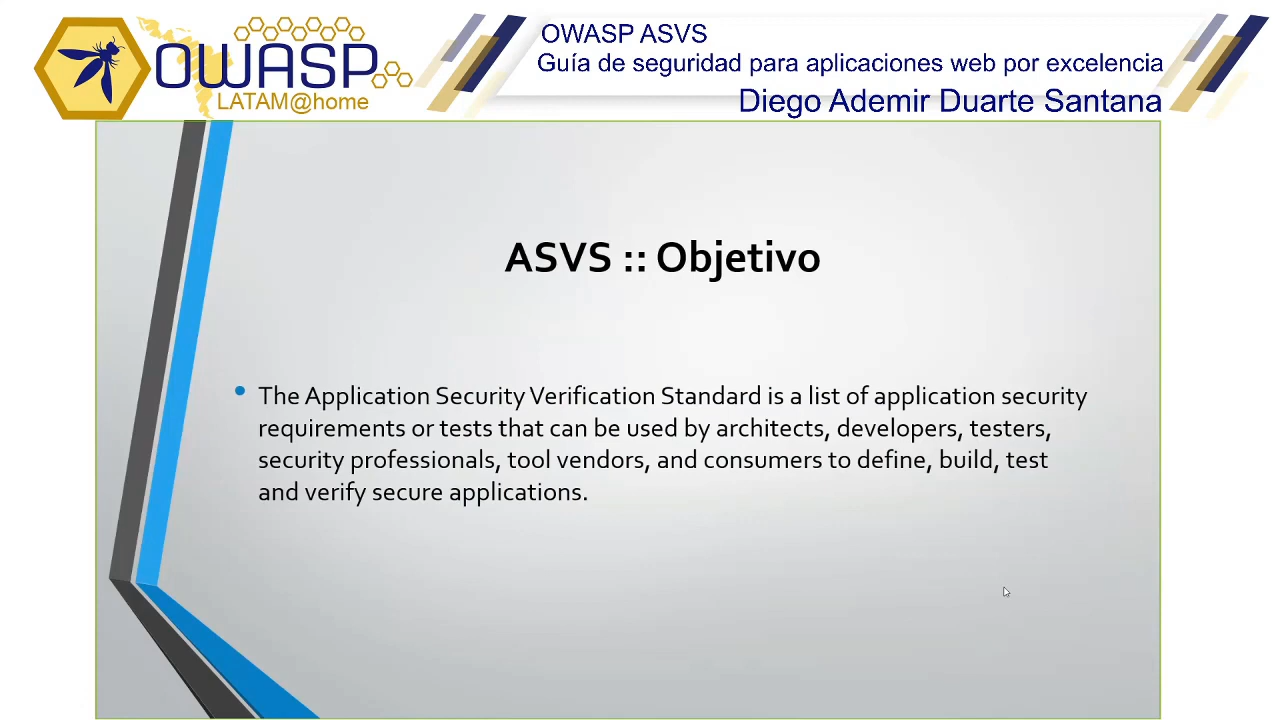 OWASP
LATAM@home
OWASP ASVS
Guía de seguridad para aplicaciones web por excelencia
Diego Ademir Duarte Santana
ASVS :: Objetivo
• The Application Security Verification Standard is a list of application security
requirements or tests that can be used by architects, developers, testers,
security professionals, tool vendors, and consumers to define, build, test
and verify secure applications.